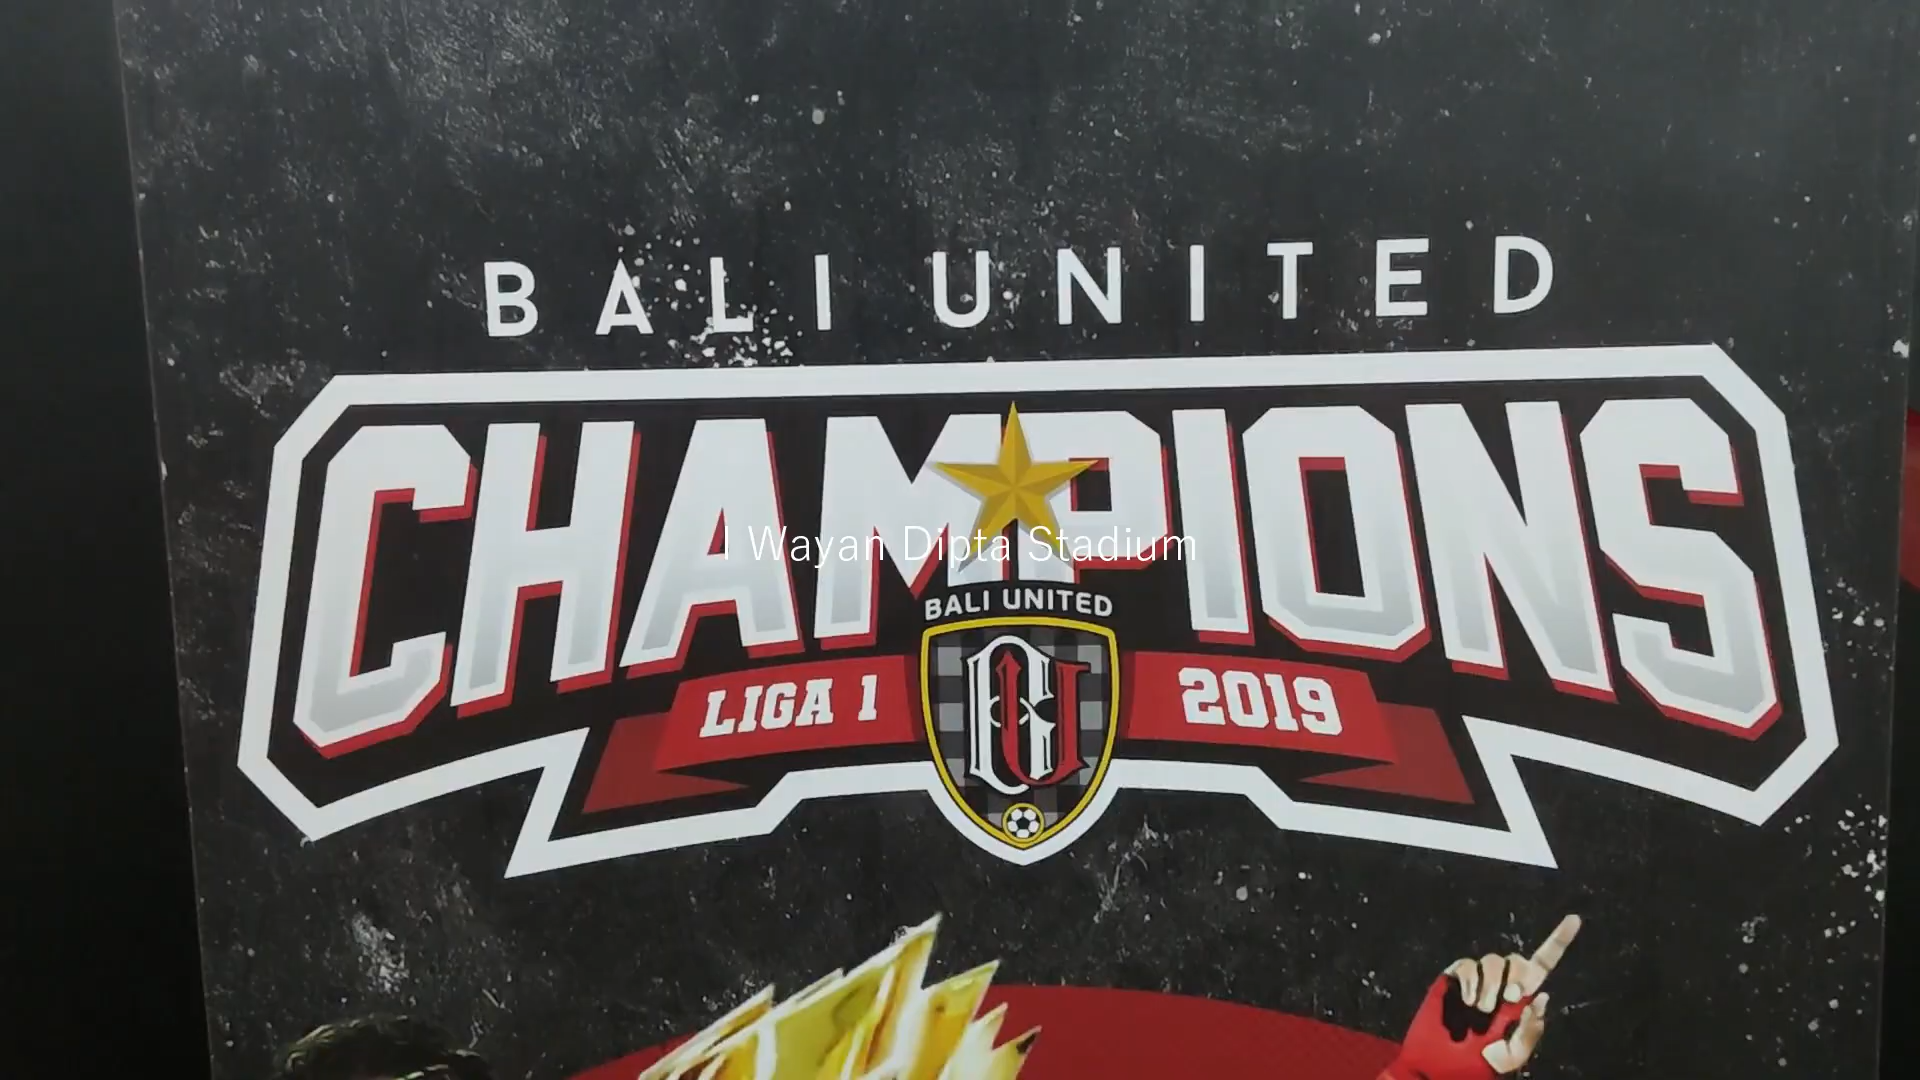 BALI UNITED
CHAMPIONS
I Wayan Dipta Stadium
BALI UNITED
LIGA 1 2019